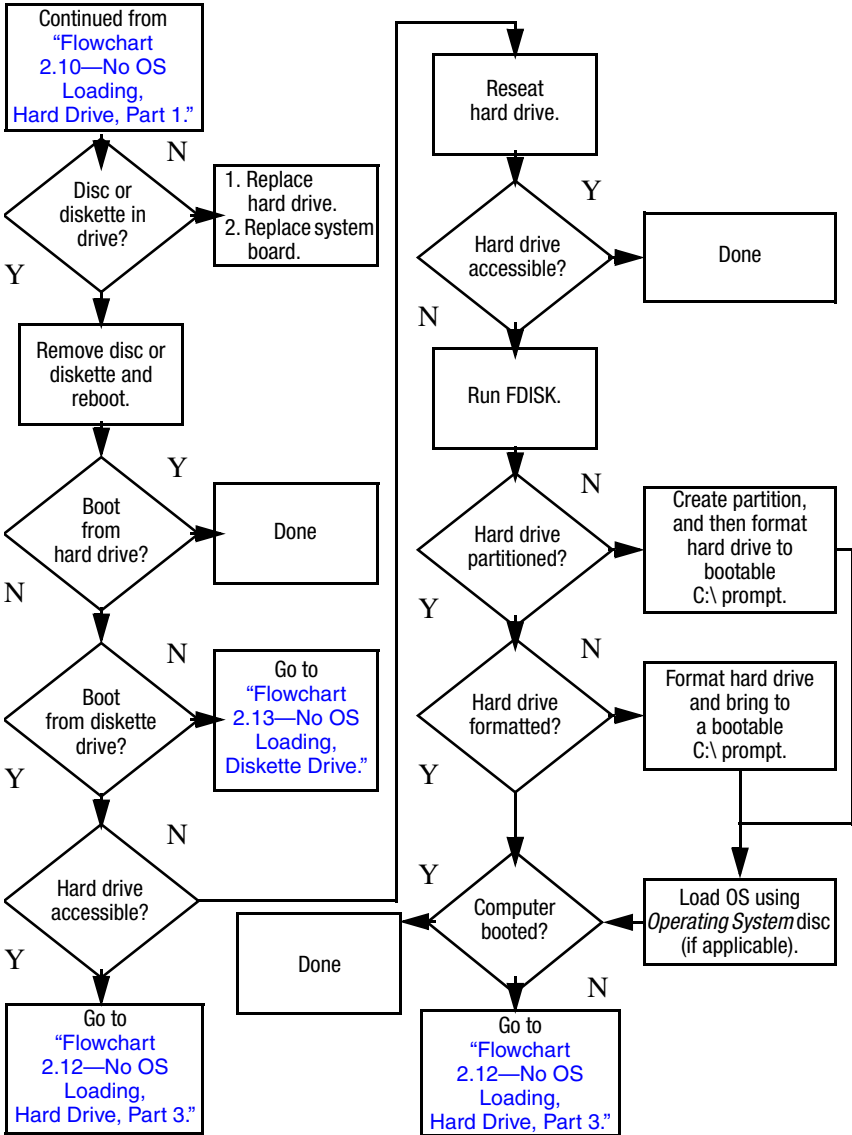 Continued from
“Flowchart
2.10—No OS
Loading,
Hard Drive, Part 1.”
N
Disc or
diskette in
drive?
1. Replace
hard drive.
2. Replace system
board.
Y
Remove disc or
diskette and
reboot.
Y
Boot
from
hard drive?
Done
N
N
Boot
from diskette
drive?
Go to
“Flowchart
2.13—No OS
Loading,
Diskette Drive.”
Y
N
Hard drive
accessible?
Y
Go to
“Flowchart
2.12—No OS
Loading,
Hard Drive, Part 3.”
Reseat
hard drive.
Y
Hard drive
accessible?
Done
N
Run FDISK.
N
Hard drive
partitioned?
Create partition,
and then format
hard drive to
bootable
C:\ prompt.
Y
N
Hard drive
formatted?
Format hard drive
and bring to
a bootable
C:\ prompt.
Y
Y
Computer
booted?
Load OS using
Operating System disc
(if applicable).
Done
N
Go to
“Flowchart
2.12—No OS
Loading,
Hard Drive, Part 3.”